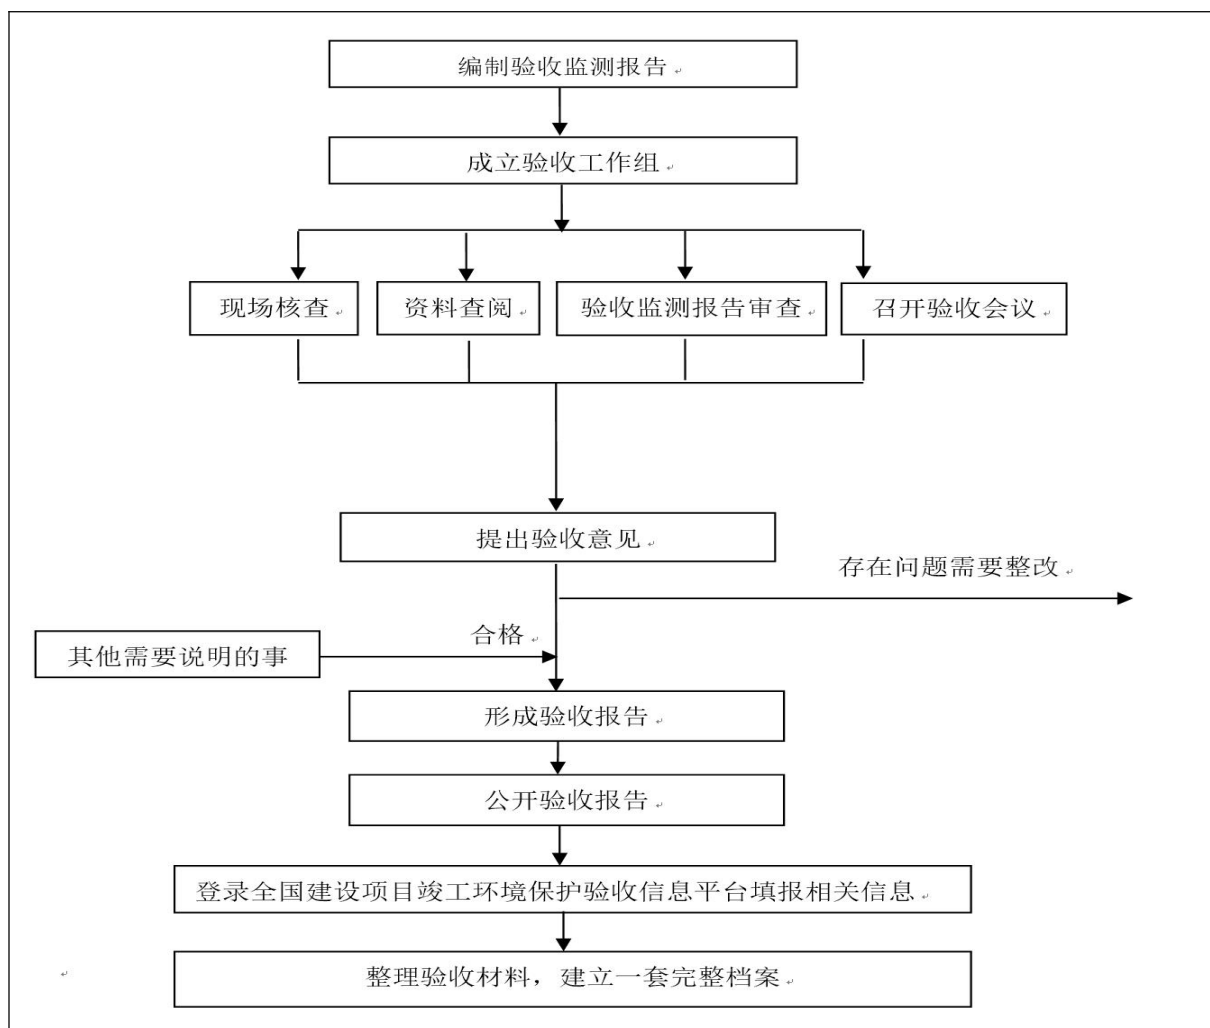 编制验收监测报告
成立验收工作组
现场核查
资料查阅
验收监测报告审查
召开验收会议
提出验收意见
存在问题需要整改
合格
其他需要说明的事
形成验收报告
公开验收报告
登录全国建设项目竣工环境保护验收信息平台填报相关信息
整理验收材料，建立一套完整档案